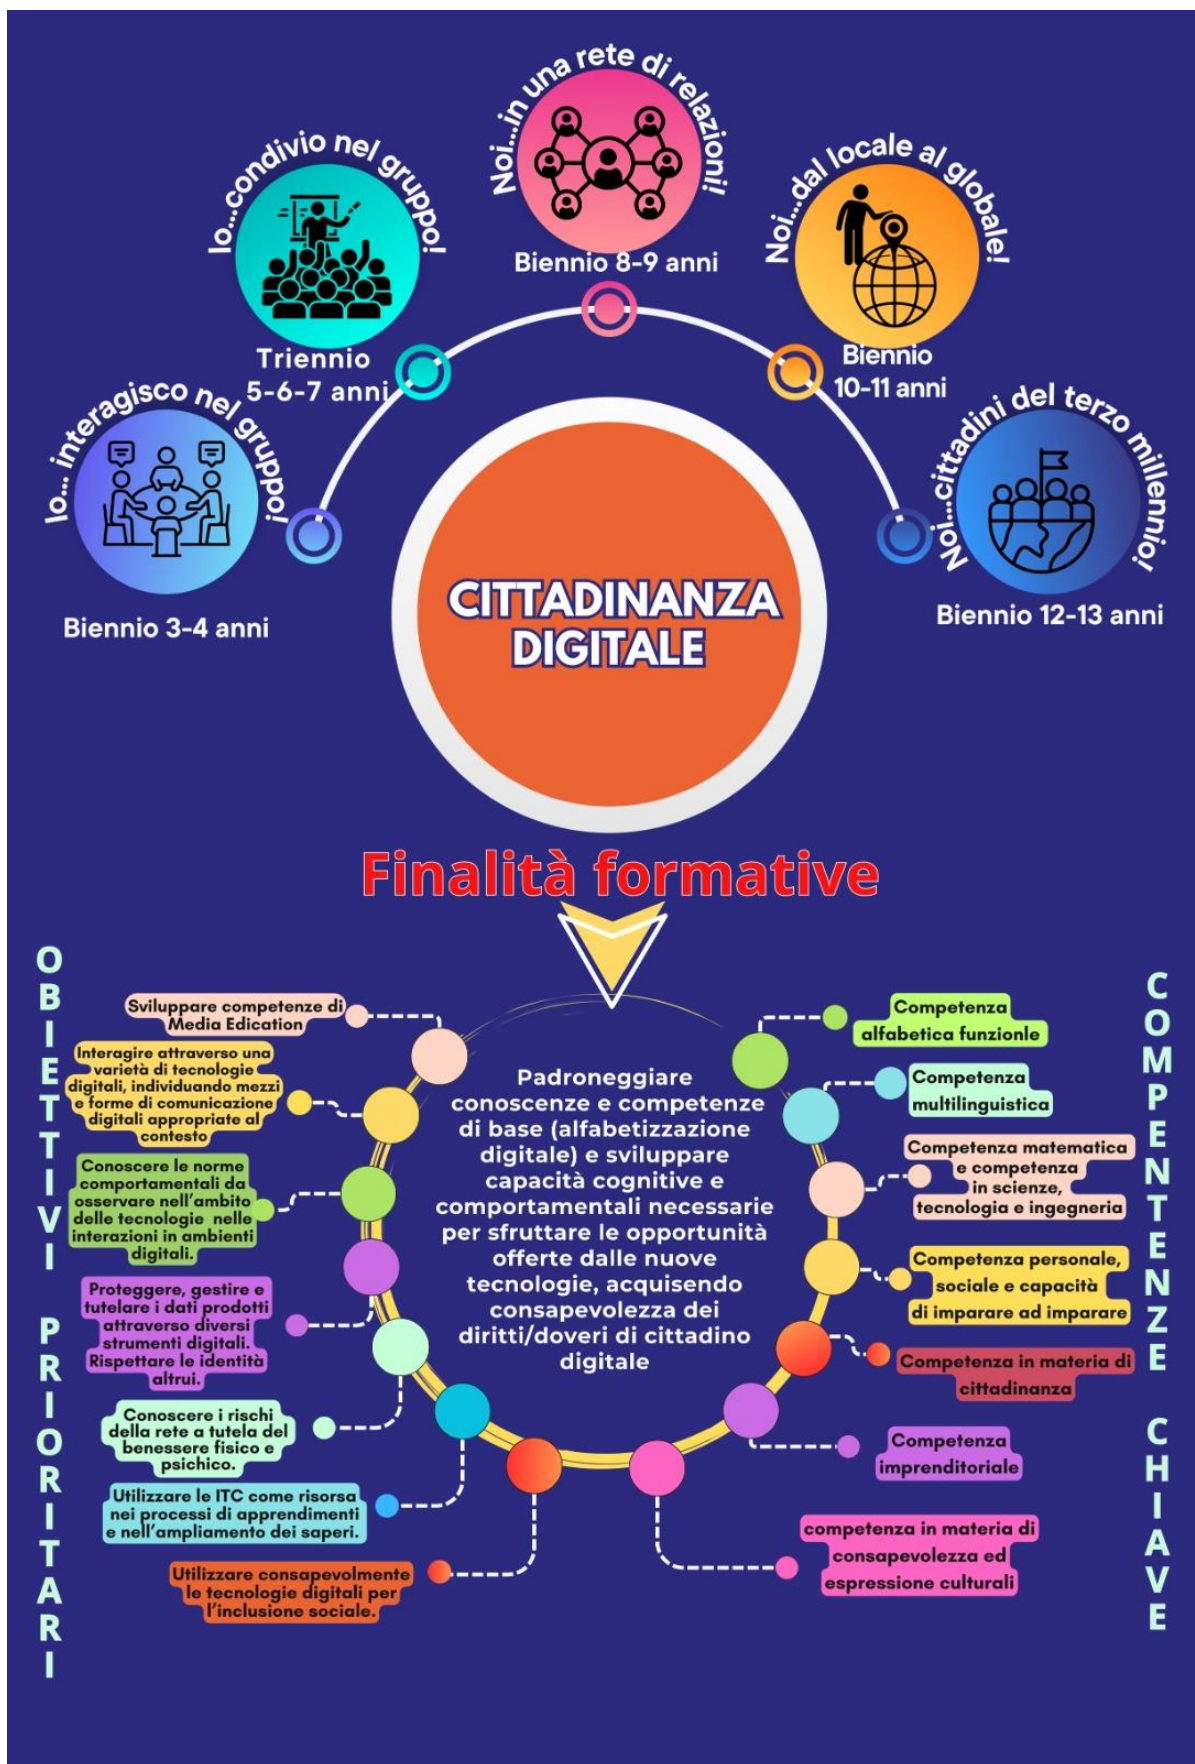 Noi...in una rete di relazioni!
Biennio 8-9 anni
Io...condivio nel gruppo!
Triennio
5-6-7 anni
Noi...dal locale al globale!
Biennio
10-11 anni
Io... interagisco nel gruppo!
Biennio 3-4 anni
Noi...cittadini del terzo millennio!
Biennio 12-13 anni
CITTADINANZA
DIGITALE
Finalità formative
OBIETTIVI PRIORITARI
Sviluppare competenze di
Media Edication
Interagire attraverso una
varietà di tecnologie
digitali, individuando mezzi
e forme di comunicazione
digitali appropriate al
contesto
Conoscere le norme
comportamentali da
osservare nell'ambito
delle tecnologie nelle
interazioni in ambienti
digitali.
Proteggere, gestire e
tutelare i dati prodotti
attraverso diversi
strumenti digitali.
Rispettare le identità
altrui.
Conoscere i rischi
della rete a tutela del
benessere fisico e
psichico.
Utilizzare le ITC come risorsa
nei processi di apprendimenti
e nell'ampliamento dei saperi.
Utilizzare consapevolmente
le tecnologie digitali per
l'inclusione sociale.
Padroneggiare
conoscenze e competenze
di base (alfabetizzazione
digitale) e sviluppare
capacità cognitive e
comportamentali necessarie
per sfruttare le opportunità
offerte dalle nuove
tecnologie, acquisendo
consapevolezza dei
diritti/doveri di cittadino
digitale
COMPENTENZE CHIAVE
Competenza
alfabetica funzionle
Competenza
multilinguistica
Competenza matematica
e competenza
in scienze,
tecnologia e ingegneria
Competenza personale,
sociale e capacità
di imparare ad imparare
Competenza in materia di
cittadinanza
Competenza
imprenditoriale
competenza in materia di
consapevolezza ed
espressione culturali